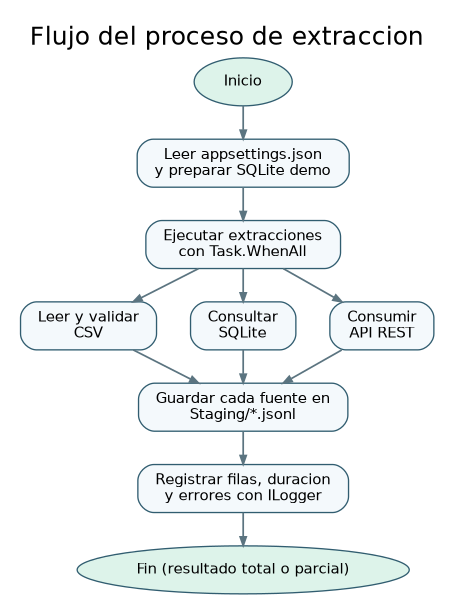 Flujo del proceso de extraccion
Inicio
Leer appsettings.json
y preparar SQLite demo
Ejecutar extracciones
con Task.WhenAll
Leer y validar
CSV
Consultar
SQLite
Consumir
API REST
Guardar cada fuente en
Staging/*.jsonl
Registrar filas, duracion
y errores con ILogger
Fin (resultado total o parcial)